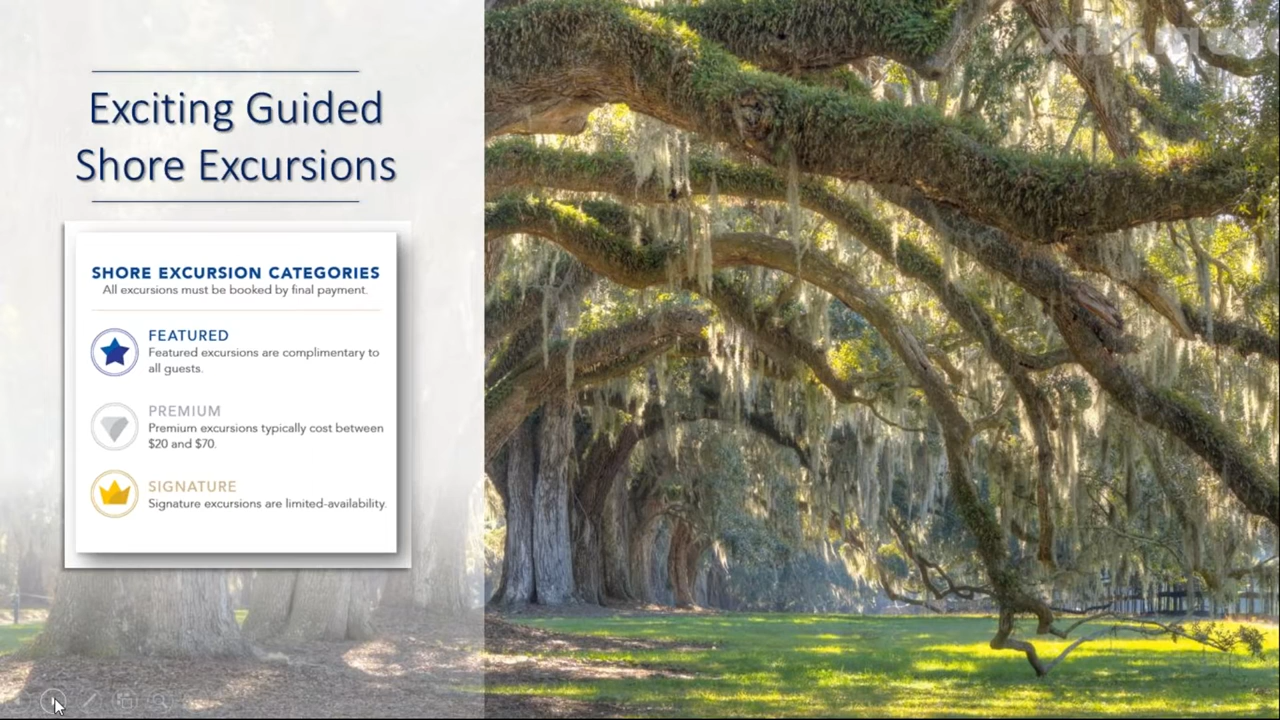 Exciting Guided
Shore Excursions
SHORE EXCURSION CATEGORIES
All excursions must be booked by final payment.
FEATURED
Featured excursions are complimentary to
all guests.
PREMIUM
Premium excursions typically cost between
$20 and $70.
SIGNATURE
Signature excursions are limited-availability.